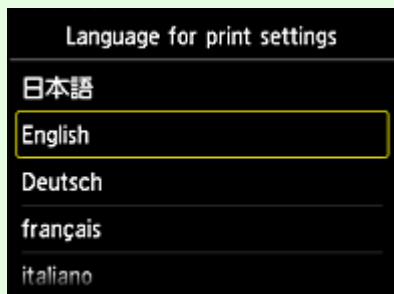 Language for print settings
日本語
English
Deutsch
français
italiano